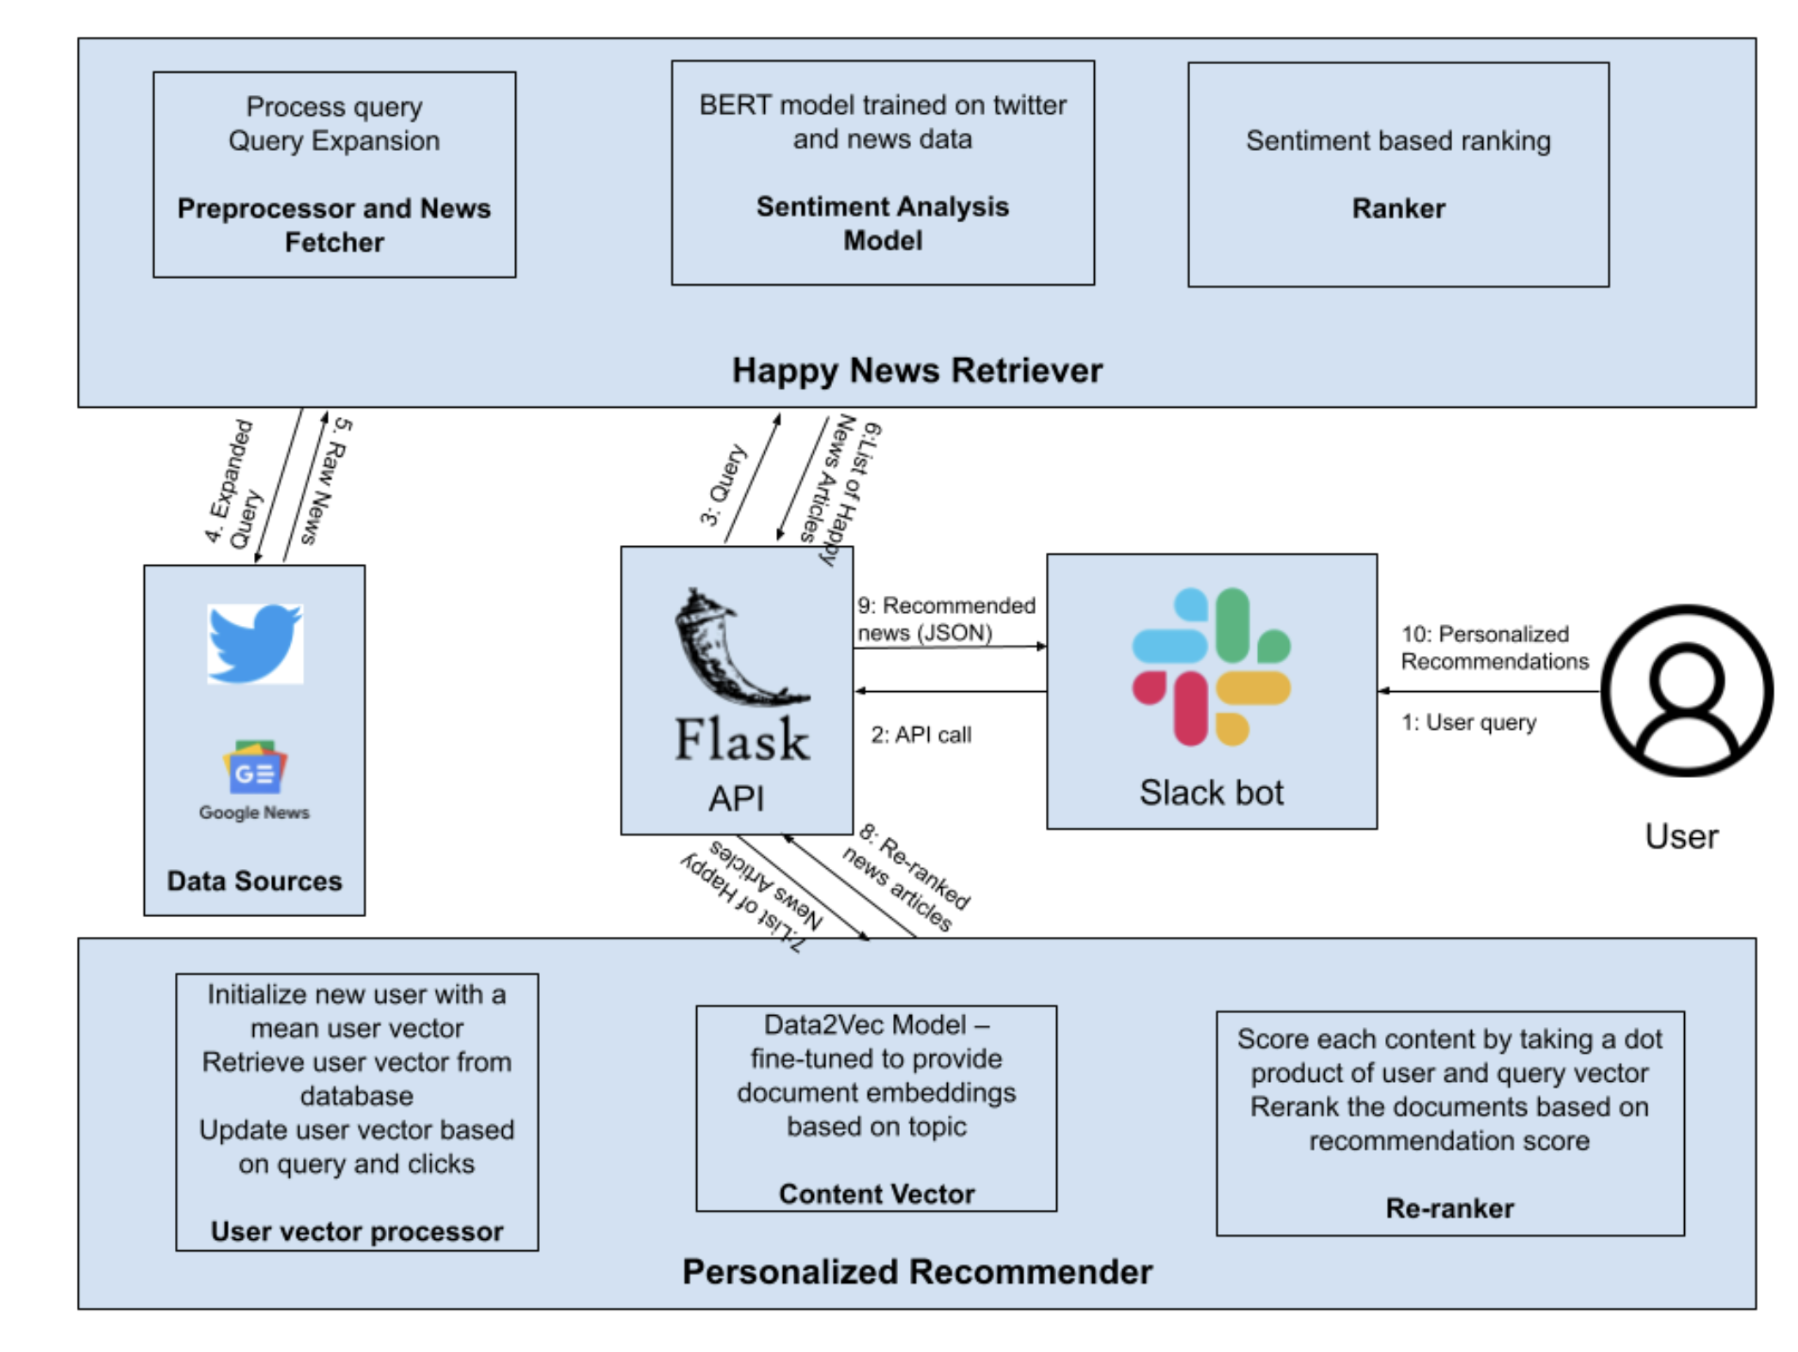 Process query
Query Expansion
Preprocessor and News
Fetcher
BERT model trained on twitter
and news data
Sentiment Analysis
Model
Sentiment based ranking
Ranker
Happy News Retriever
4. Expanded
Query
5. Raw News
3: Query
6:List of Happy
News Articles
Google News
Data Sources
Flask
API
9: Recommended
news (JSON)
2: API call
Slack bot
10: Personalized
Recommendations
1: User query
User
7:List of Happy
News Articles
8: Re-ranked
news articles
Initialize new user with a
mean user vector
Retrieve user vector from
database
Update user vector based
on query and clicks
User vector processor
Data2Vec Model –
fine-tuned to provide
document embeddings
based on topic
Content Vector
Score each content by taking a dot
product of user and query vector
Rerank the documents based on
recommendation score
Re-ranker
Personalized Recommender